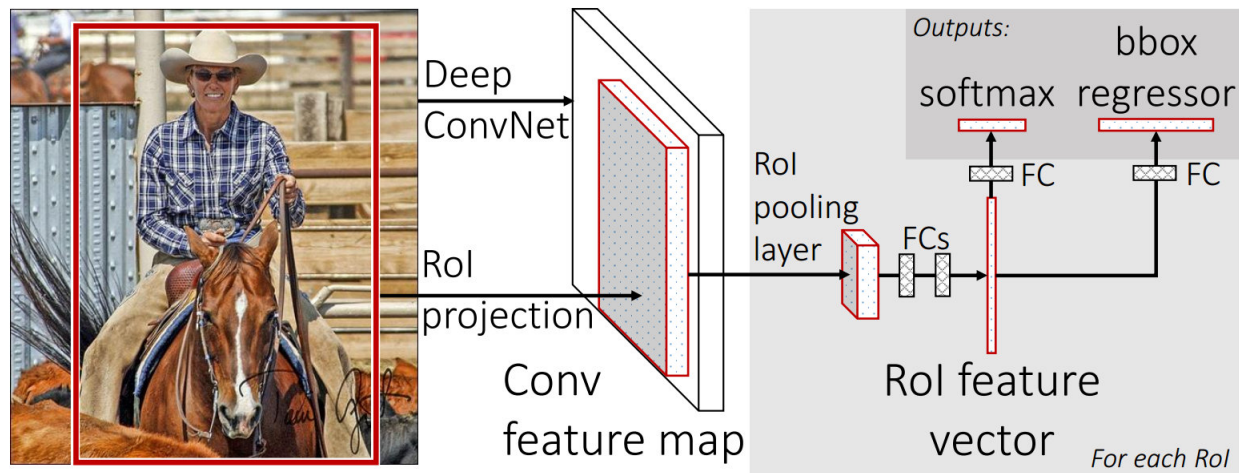 Deep
ConvNet
RoI
projection
Conv
feature map
RoI
pooling
layer
FCs
RoI feature
vector
Outputs:
softmax
bbox
regressor
FC
FC
For each RoI